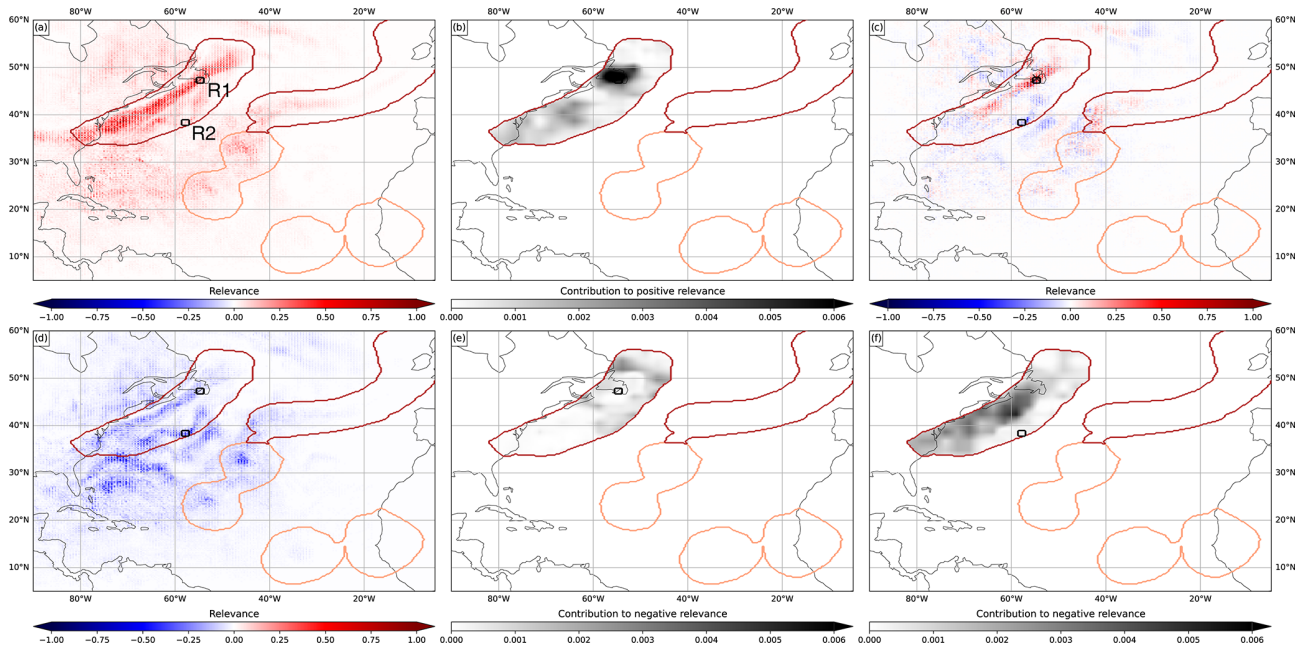 80°W 60°W 40°W 20°W 80°W 60°W 40°W 20°W 80°W 60°W 40°W 20°W
60°N (a) (b) (c) 60°N
50°N 50°N
R1
40°N 40°N
R2
30°N 30°N
20°N 20°N
10°N 10°N
Relevance Contribution to positive relevance Relevance
−1.00 −0.75 −0.50 −0.25 0.00 0.25 0.50 0.75 1.00 0.000 0.001 0.002 0.003 0.004 0.005 0.006 −1.00 −0.75 −0.50 −0.25 0.00 0.25 0.50 0.75 1.00
60°N (d) (e) (f) 60°N
50°N 50°N
40°N 40°N
30°N 30°N
20°N 20°N
10°N 10°N
80°W 60°W 40°W 20°W 80°W 60°W 40°W 20°W 80°W 60°W 40°W 20°W
Relevance Contribution to negative relevance Contribution to negative relevance
−1.00 −0.75 −0.50 −0.25 0.00 0.25 0.50 0.75 1.00 0.000 0.001 0.002 0.003 0.004 0.005 0.006 0.000 0.001 0.002 0.003 0.004 0.005 0.006